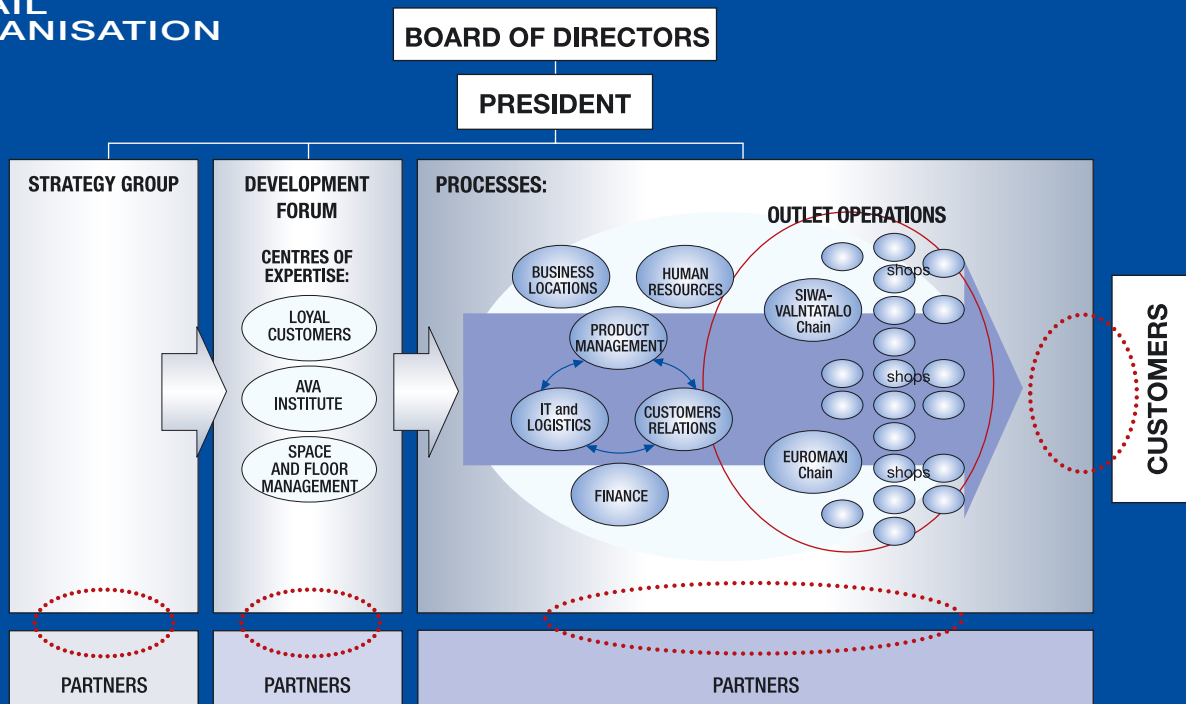 AIL
ANISATION
BOARD OF DIRECTORS
PRESIDENT
STRATEGY GROUP
DEVELOPMENT
FORUM
CENTRES OF
EXPERTISE:
LOYAL
CUSTOMERS
AVA
INSTITUTE
SPACE
AND FLOOR
MANAGEMENT
PROCESSES:
OUTLET OPERATIONS
BUSINESS
LOCATIONS
HUMAN
RESOURCES
PRODUCT
MANAGEMENT
IT and
LOGISTICS
CUSTOMERS
RELATIONS
FINANCE
SIWA-
VALNTATALO
Chain
EUROMAXI
Chain
shops
shops
shops
CUSTOMERS
PARTNERS
PARTNERS
PARTNERS